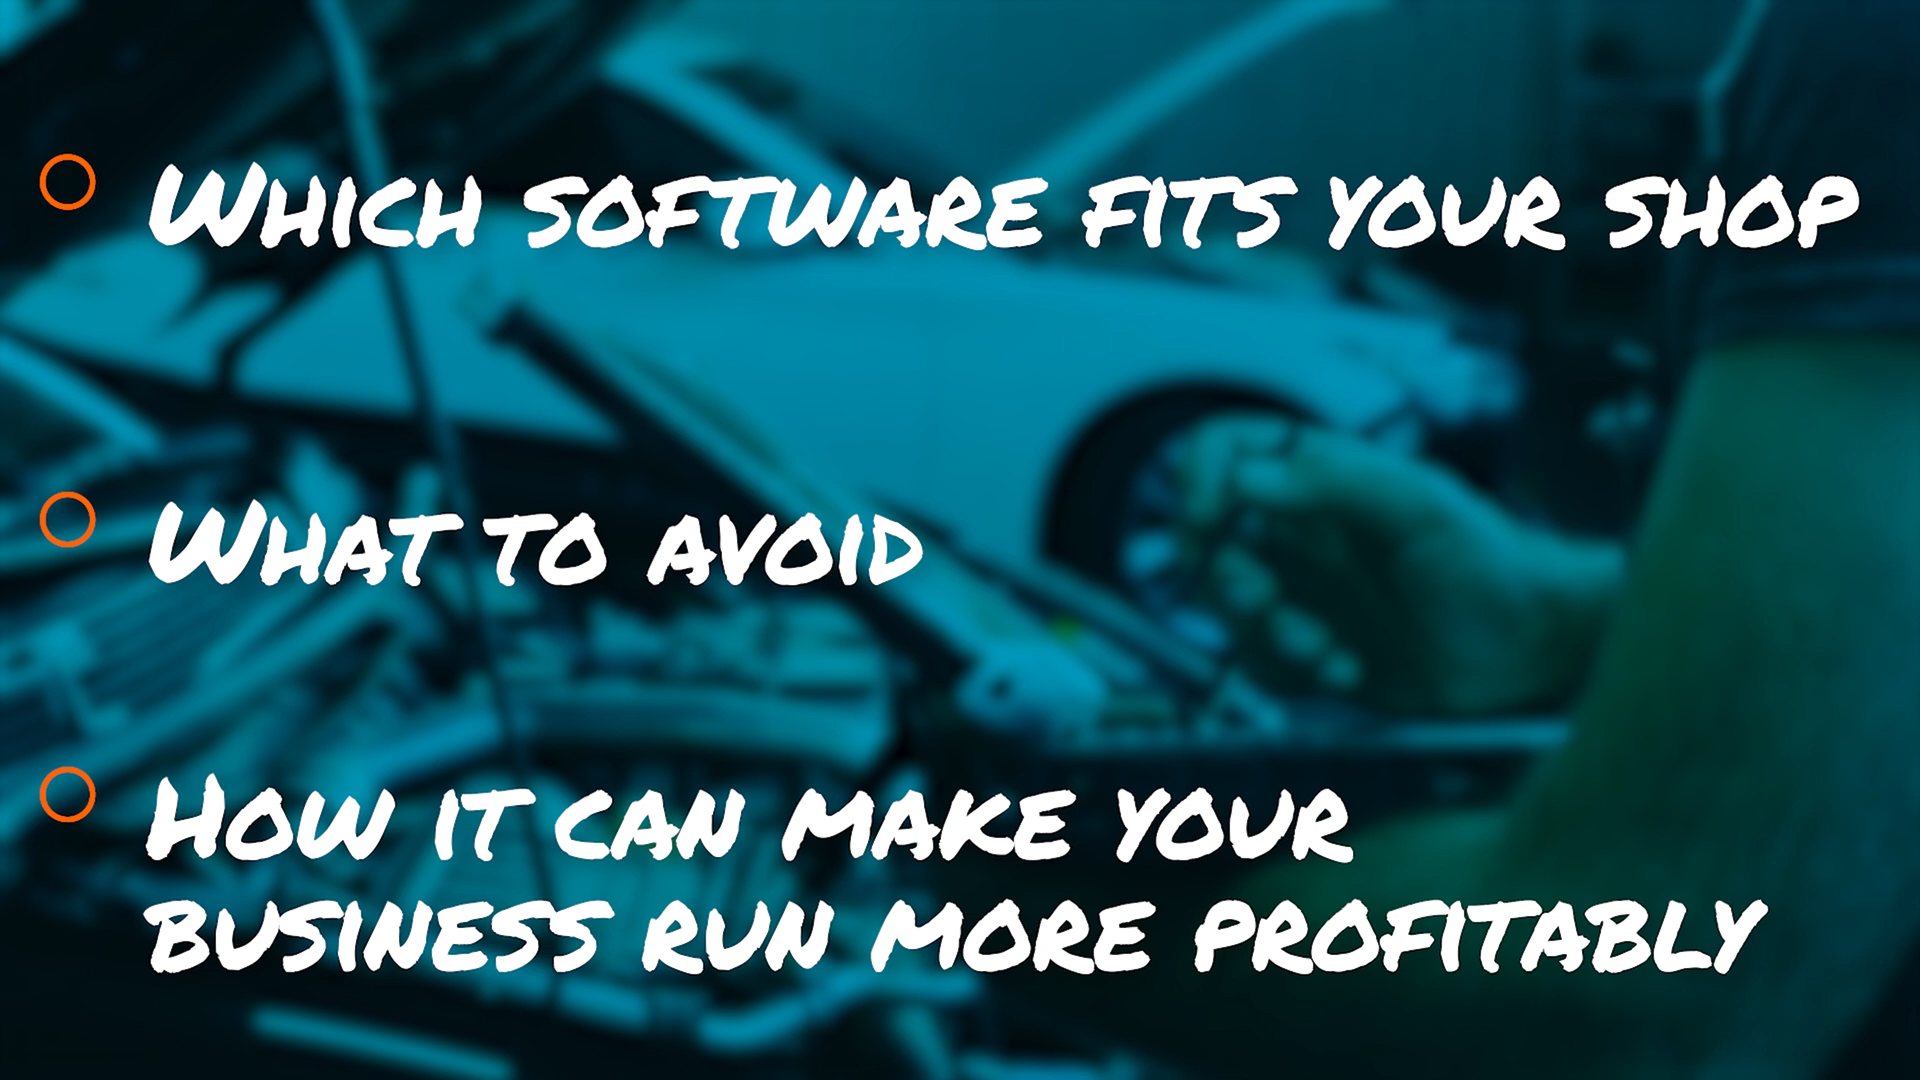 Which software fits your shop
What to avoid
How it can make your
business run more profitably